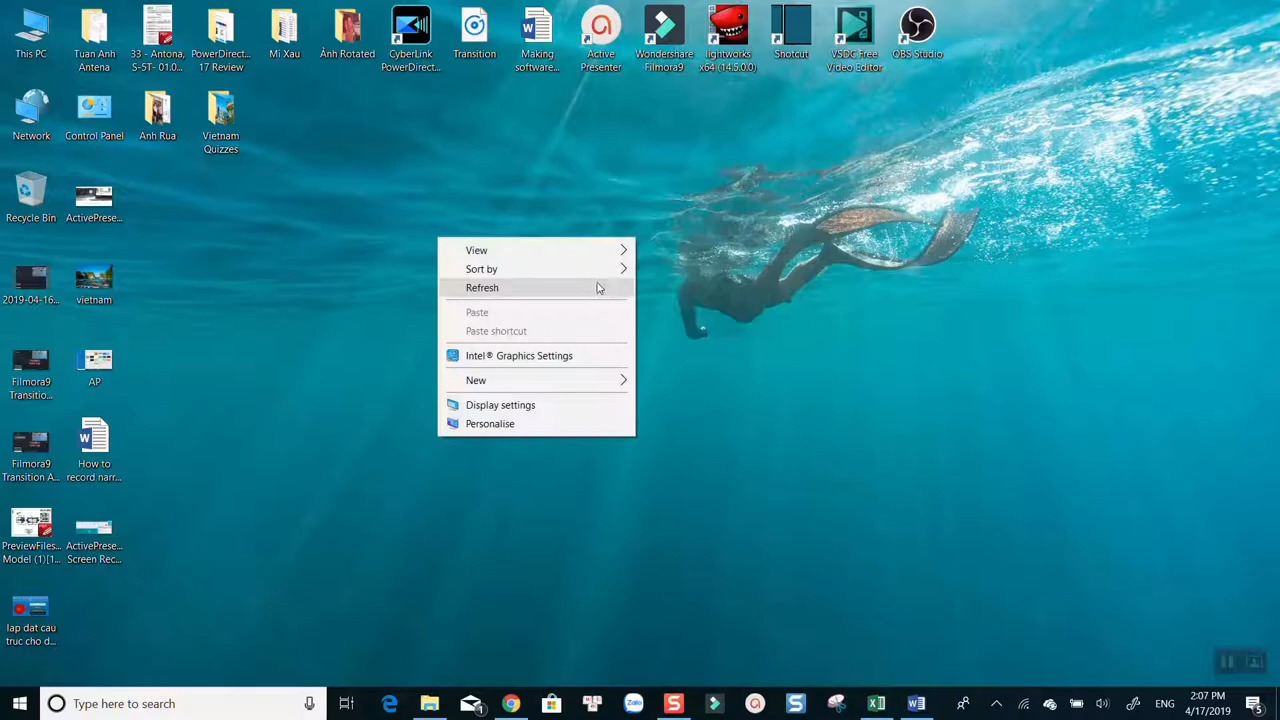 This PC
Tuan Anh
Antena
33 - Antona,
S-5T- 01.0...
PowerDirect...
17 Review
Mi Xau
Ảnh Rotated
CyberLink
PowerDirect...
Transition
Making
software...
Active
Presenter
Wondershare
Filmora9
lightworks
x64 (14.5.0.0)
Shotcut
VSDC Free
Video Editor
OBS Studio
Network
Control Panel
Anh Rua
Vietnam
Quizzes
Recycle Bin
ActivePrese...
2019-04-16...
vietnam
Filmora9
Transitio...
AP
Filmora9
Transition A...
How to
record narr...
PreviewFiles...
Model (1)[1...
ActivePrese...
Screen Rec...
lap dat cau
truc cho d...
View
Sort by
Refresh
Paste
Paste shortcut
Intel® Graphics Settings
New
Display settings
Personalise
Type here to search
Zalo
ENG
2:07 PM
4/17/2019